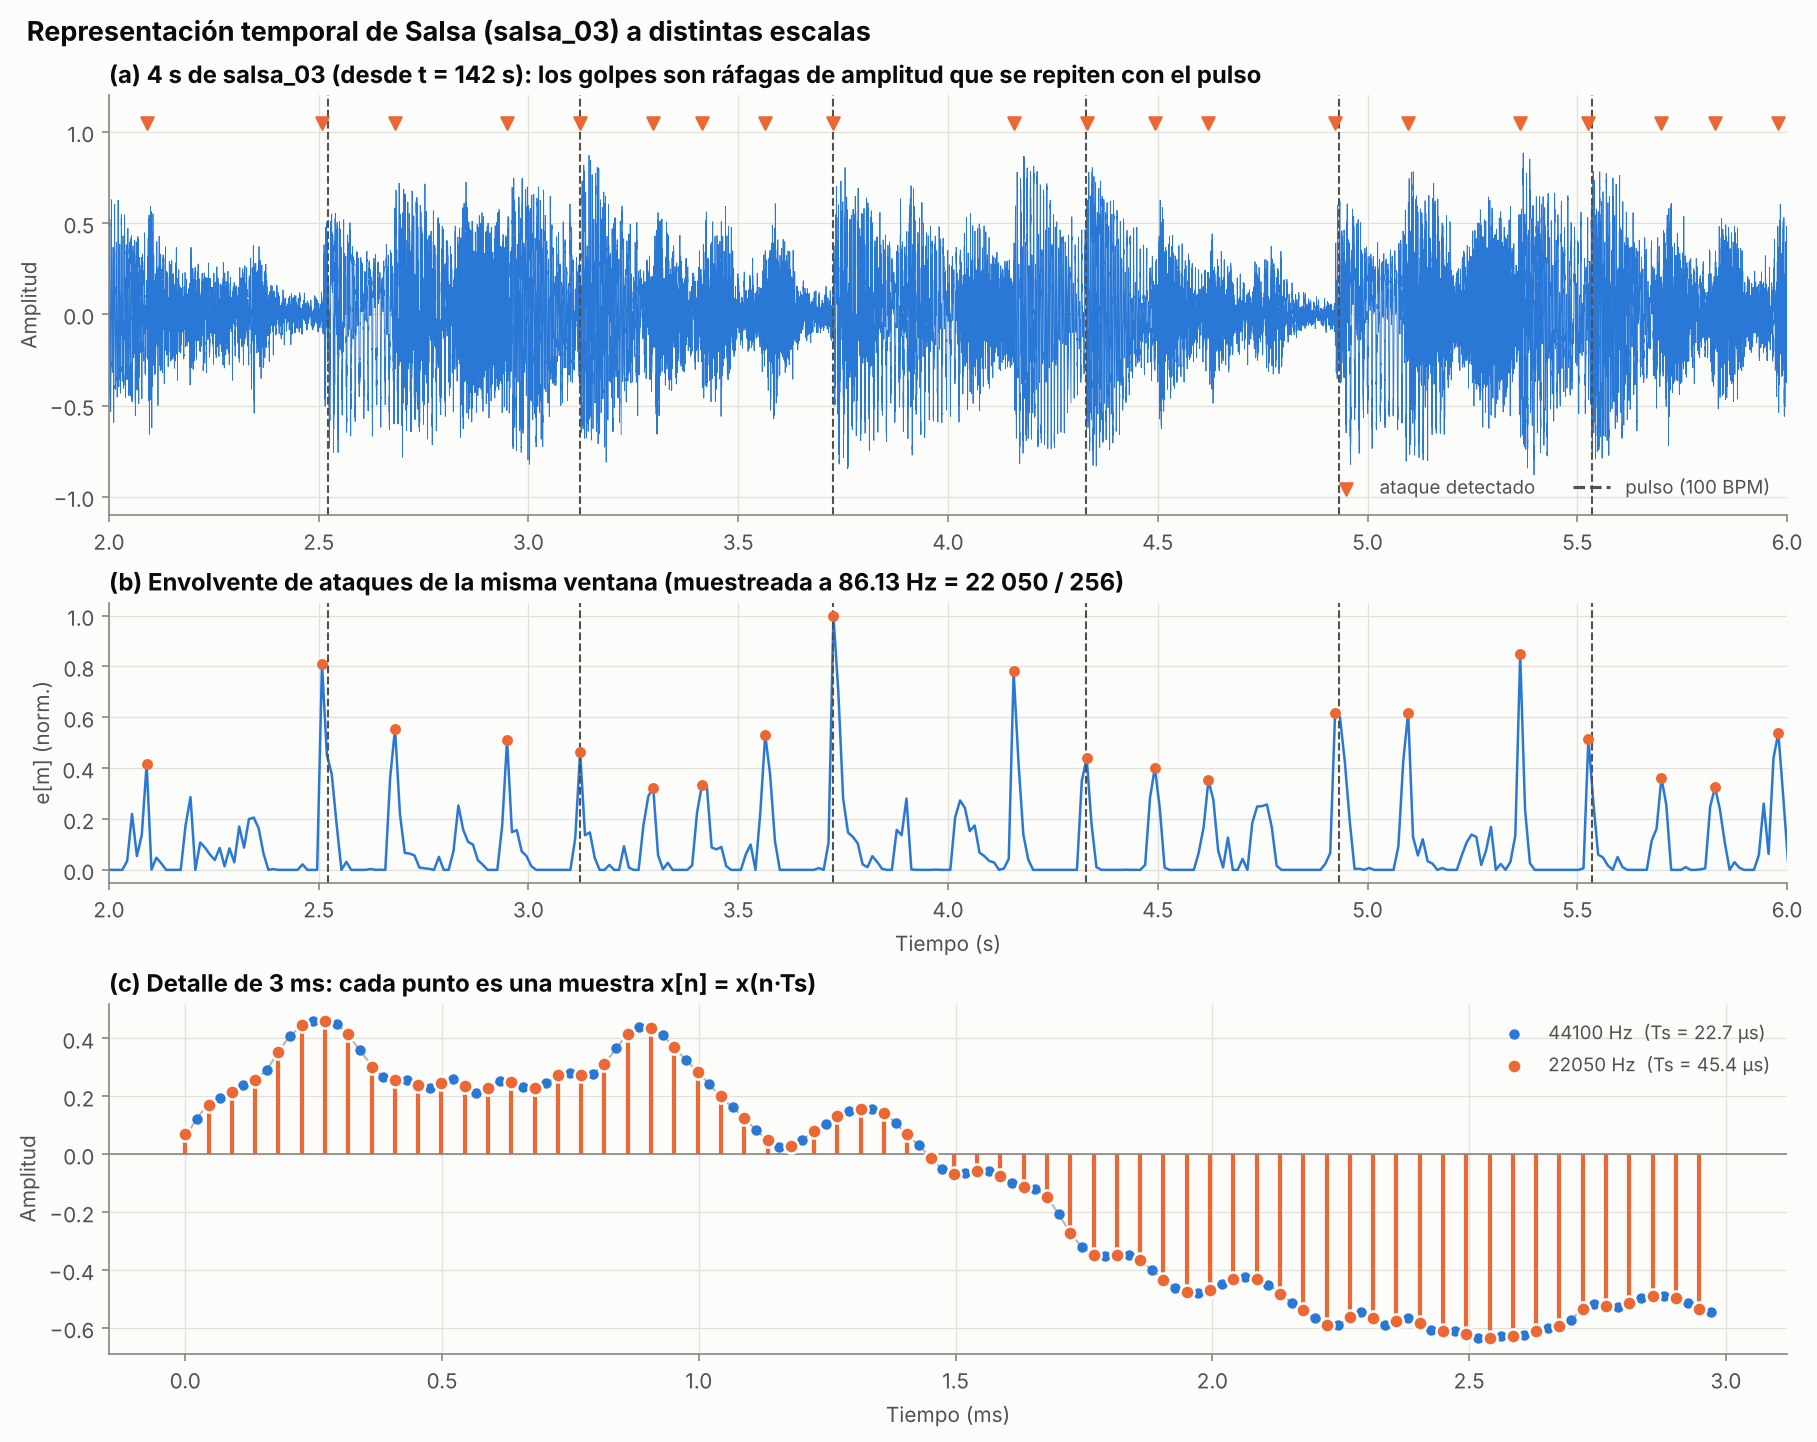 Representación temporal de Salsa (salsa_03) a distintas escalas
(a) 4 s de salsa_03 (desde t = 142 s): los golpes son ráfagas de amplitud que se repiten con el pulso
1.0
0.5
0.0
−0.5
−1.0
Amplitud
ataque detectado
pulso (100 BPM)
2.0 2.5 3.0 3.5 4.0 4.5 5.0 5.5 6.0
(b) Envolvente de ataques de la misma ventana (muestreada a 86.13 Hz = 22 050 / 256)
1.0
0.8
0.6
0.4
0.2
0.0
e[m] (norm.)
2.0 2.5 3.0 3.5 4.0 4.5 5.0 5.5 6.0
Tiempo (s)
(c) Detalle de 3 ms: cada punto es una muestra x[n] = x(n·Ts)
44100 Hz (Ts = 22.7 µs)
22050 Hz (Ts = 45.4 µs)
0.4
0.2
0.0
−0.2
−0.4
−0.6
Amplitud
0.0 0.5 1.0 1.5 2.0 2.5 3.0
Tiempo (ms)